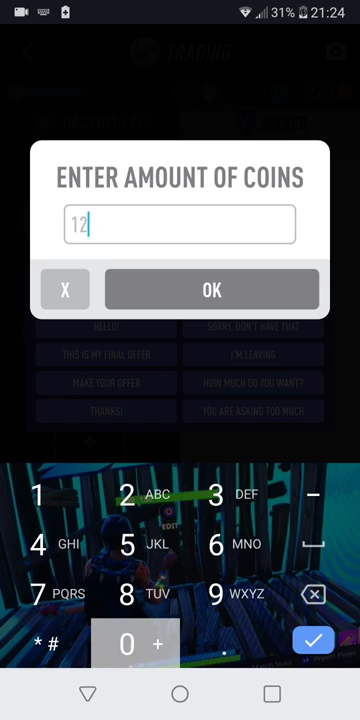 31% 21:24
TRADING
ENTER AMOUNT OF COINS
12
X OK
HELLO! SORRY, DON'T HAVE THAT
THIS IS MY FINAL OFFER I'M LEAVING
MAKE YOUR OFFER HOW MUCH DO YOU WANT?
THANKS! YOU ARE ASKING TOO MUCH
EDIT
1 2 ABC 3 DEF –
4 GHI 5 JKL 6 MNO
7 PQRS 8 TUV 9 WXYZ
* # 0 + .